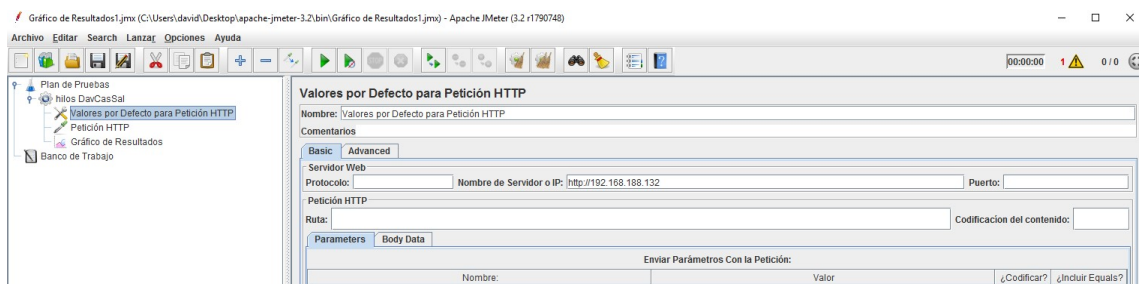 Gráfico de Resultados1.jmx (C:\Users\david\Desktop\apache-jmeter-3.2\bin\Gráfico de Resultados1.jmx) - Apache JMeter (3.2 r1790748)
Archivo Editar Search Lanzar Opciones Ayuda
00:00:00 1 0 / 0
Plan de Pruebas
hilos DavCasSal
Valores por Defecto para Petición HTTP
Petición HTTP
Gráfico de Resultados
Banco de Trabajo
Valores por Defecto para Petición HTTP
Nombre: Valores por Defecto para Petición HTTP
Comentarios
Basic Advanced
Servidor Web
Protocolo: Nombre de Servidor o IP: http://192.168.188.132 Puerto:
Petición HTTP
Ruta: Codificacíon del contenido:
Parameters Body Data
Enviar Parámetros Con la Petición:
Nombre: Valor ¿Codificar? ¿Incluir Equals?